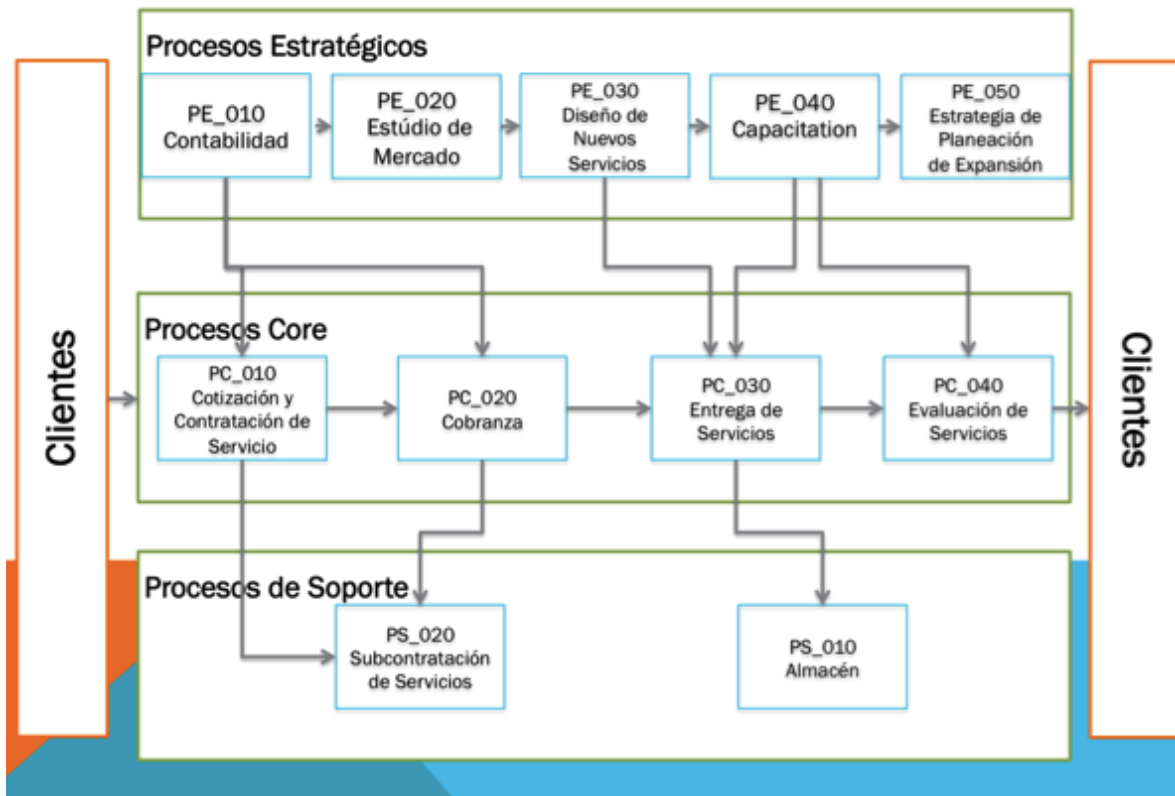 Procesos Estratégicos
PE_010
Contabilidad
PE_020
Estúdio de
Mercado
PE_030
Diseño de
Nuevos
Servicios
PE_040
Capacitation
PE_050
Estrategia de
Planeación
de Expansión
Clientes
Procesos Core
PC_010
Cotización y
Contratación de
Servicio
PC_020
Cobranza
PC_030
Entrega de
Servicios
PC_040
Evaluación de
Servicios
Clientes
Procesos de Soporte
PS_020
Subcontratación
de Servicios
PS_010
Almacén